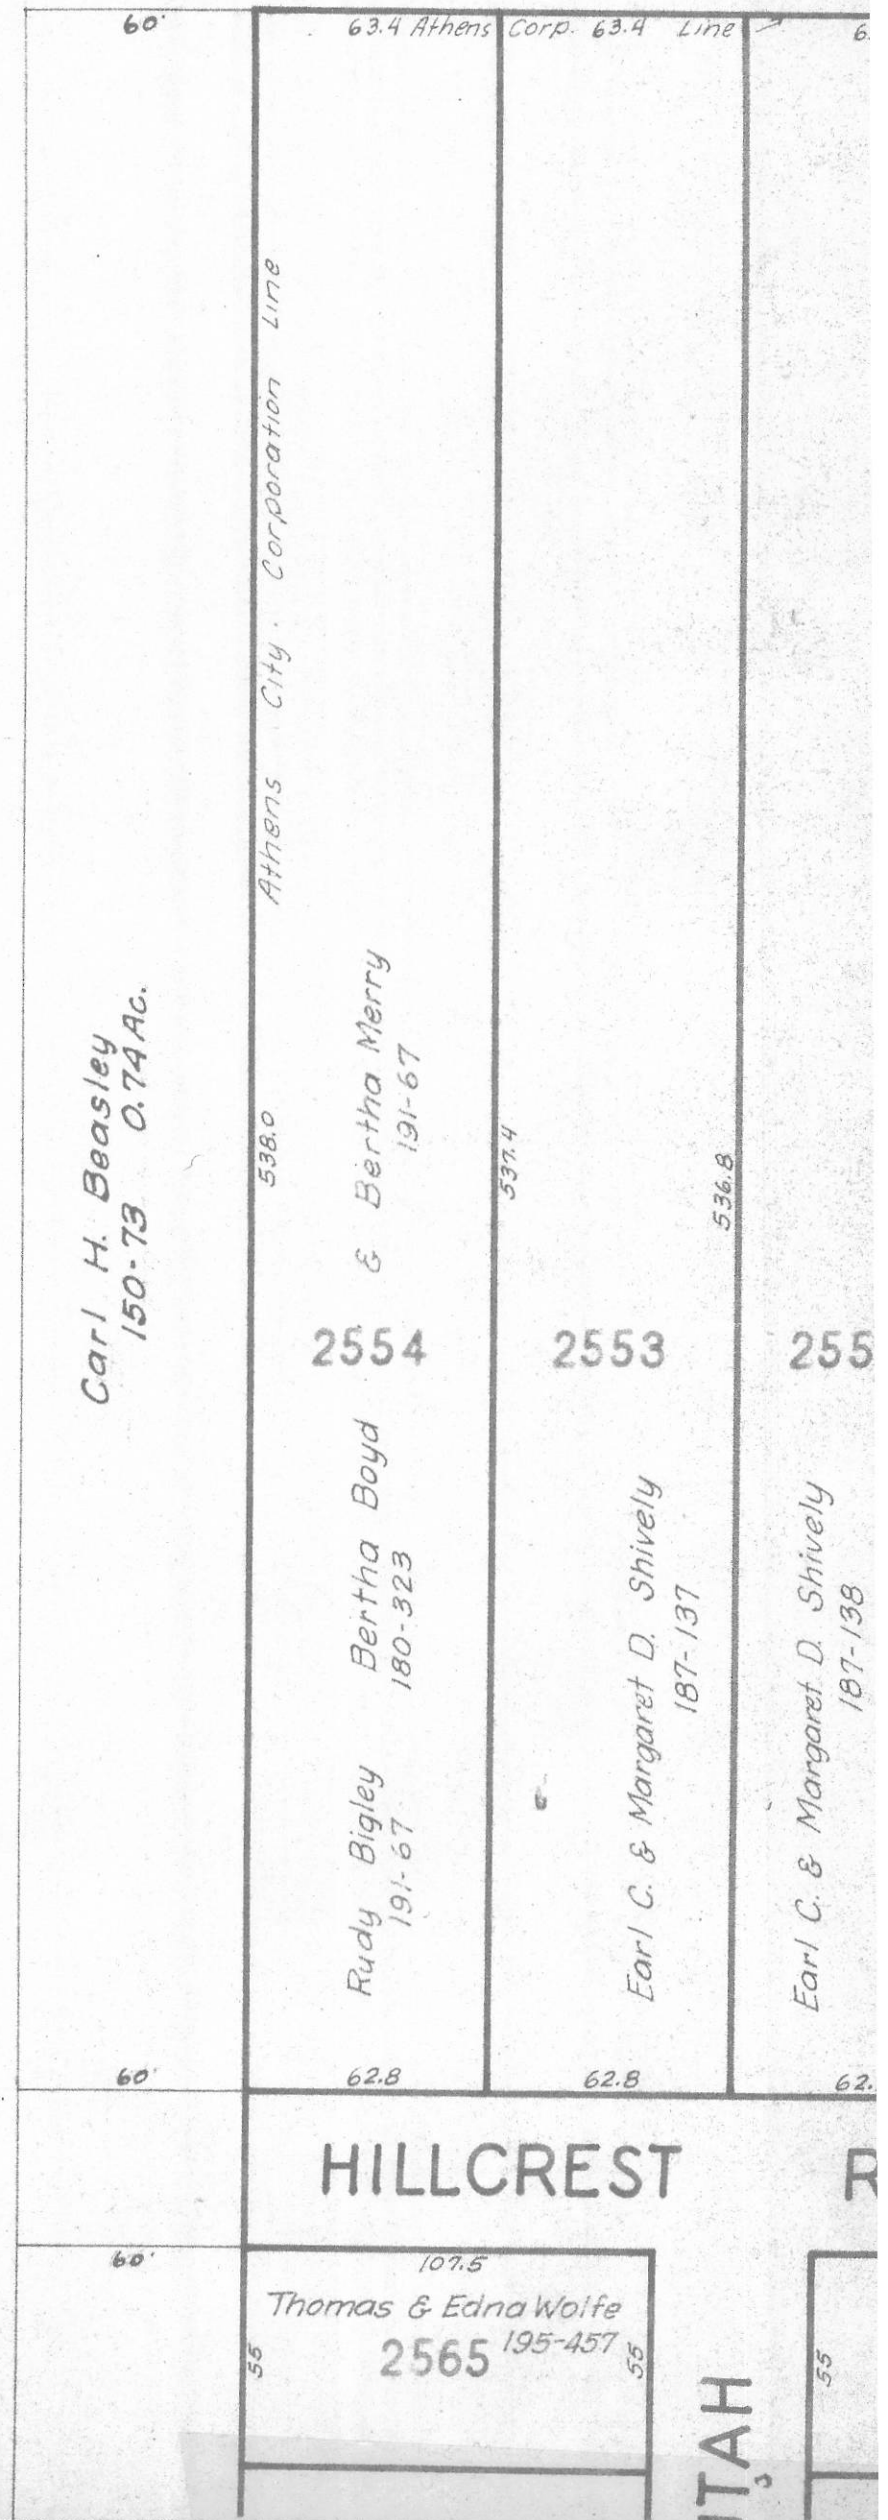 60'
63.4 Athens Corp. 63.4 Line
Athens City Corporation Line
Carl H. Beasley
150-73 0.74 Ac.
538.0
& Bertha Merry
191-67
537.4
536.8
2554
2553
255
Bertha Boyd
180-323
Rudy Bigley
191-67
Earl C. & Margaret D. Shively
187-137
Earl C. & Margaret D. Shively
187-138
60'
62.8
62.8
62.
HILLCREST R
60'
107.5
Thomas & Edna Wolfe
195-457
2565
55
55
55
TAH